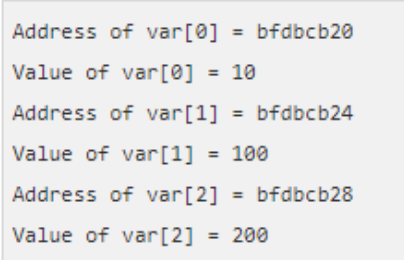 Address of var[0] = bfdbcb20
Value of var[0] = 10
Address of var[1] = bfdbcb24
Value of var[1] = 100
Address of var[2] = bfdbcb28
Value of var[2] = 200